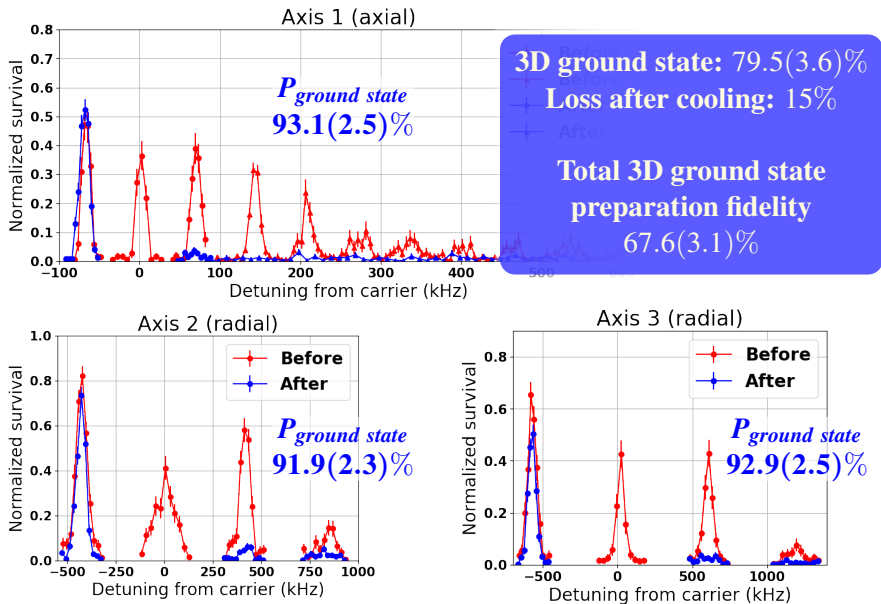 Axis 1 (axial)
Normalized survival
0.8
0.7
0.6
0.5
0.4
0.3
0.2
0.1
0.0
−100 0 100 200 300 400 500
Detuning from carrier (kHz)
P ground state
93.1(2.5)%
Before
After
3D ground state: 79.5(3.6)%
Loss after cooling: 15%
Total 3D ground state
preparation fidelity
67.6(3.1)%
Axis 2 (radial)
Normalized survival
1.0
0.8
0.6
0.4
0.2
0.0
−500 −250 0 250 500 750 1000
Detuning from carrier (kHz)
Before
After
P ground state
91.9(2.3)%
Axis 3 (radial)
Normalized survival
0.8
0.6
0.4
0.2
0.0
−500 0 500 1000
Detuning from carrier (kHz)
Before
After
P ground state
92.9(2.5)%